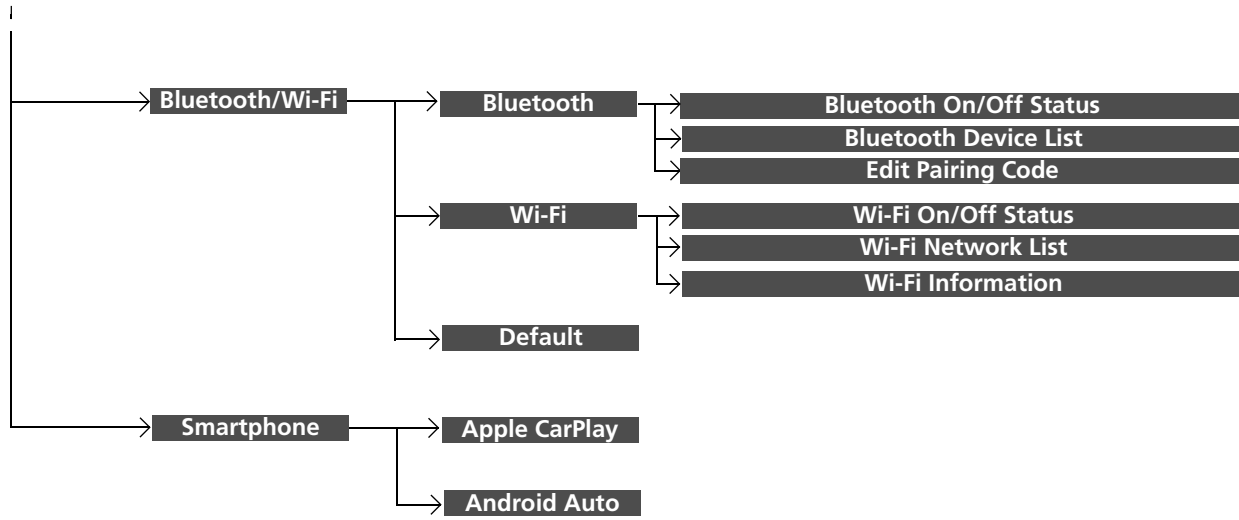 Bluetooth/Wi-Fi
Bluetooth
Bluetooth On/Off Status
Bluetooth Device List
Edit Pairing Code
Wi-Fi
Wi-Fi On/Off Status
Wi-Fi Network List
Wi-Fi Information
Default
Smartphone
Apple CarPlay
Android Auto